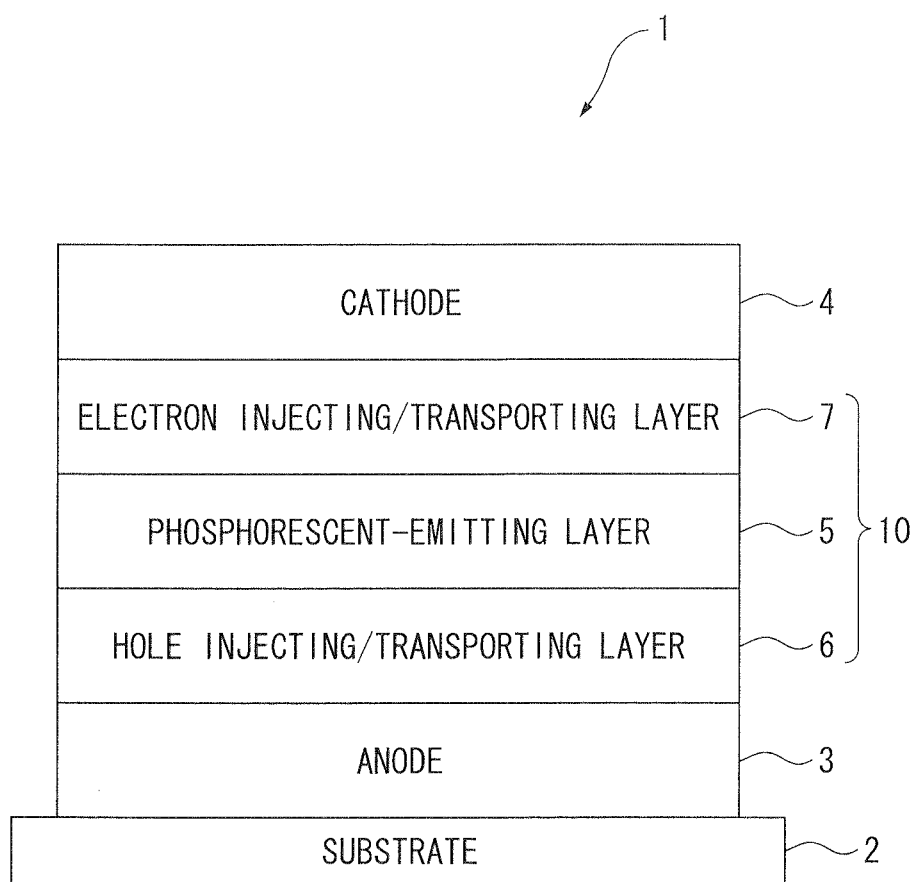 1
CATHODE 4
ELECTRON INJECTING/TRANSPORTING LAYER 7
PHOSPHORESCENT-EMITTING LAYER 5
10
HOLE INJECTING/TRANSPORTING LAYER 6
ANODE 3
SUBSTRATE 2